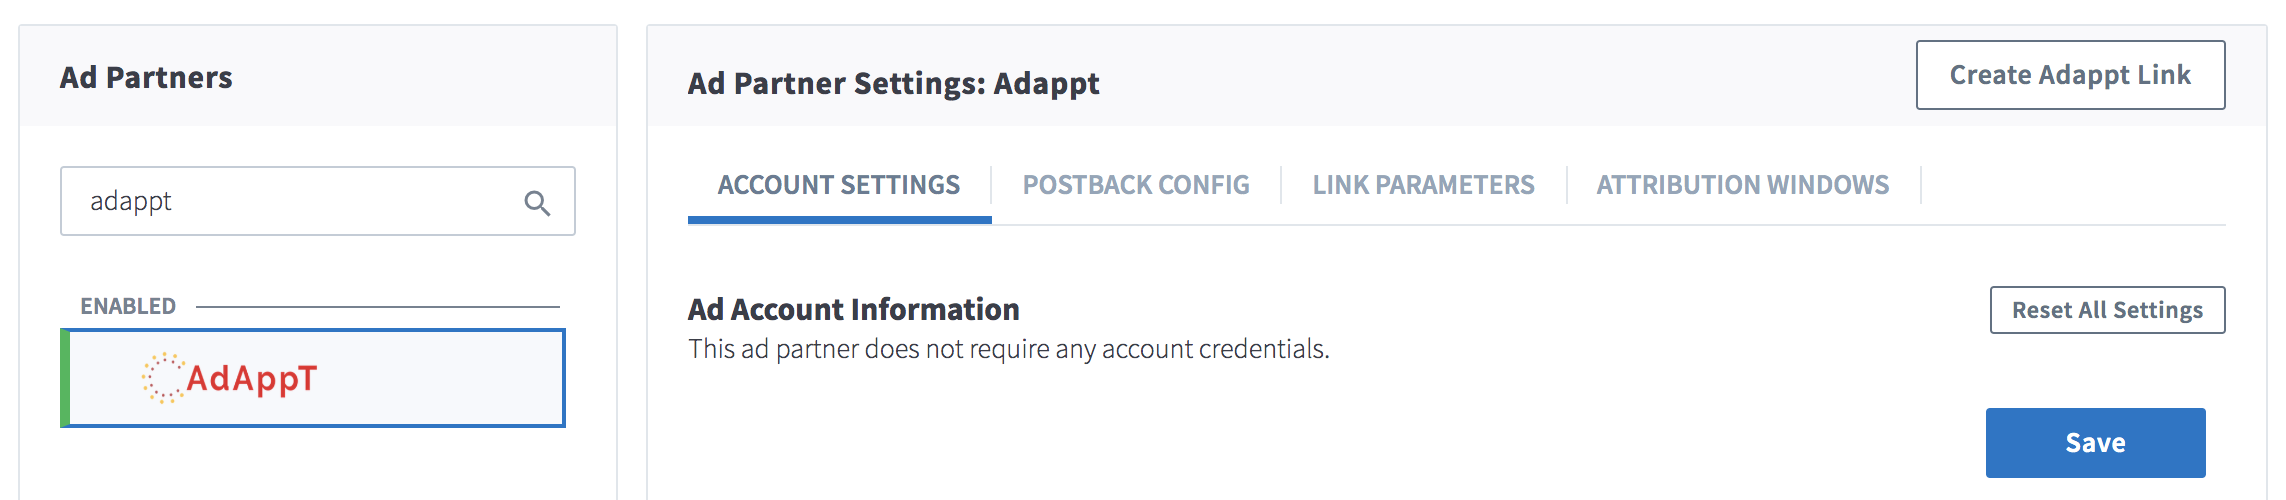 Ad Partners
adappt
ENABLED
AdAppT
Ad Partner Settings: Adappt
Create Adappt Link
ACCOUNT SETTINGS
POSTBACK CONFIG
LINK PARAMETERS
ATTRIBUTION WINDOWS
Ad Account Information
Reset All Settings
This ad partner does not require any account credentials.
Save